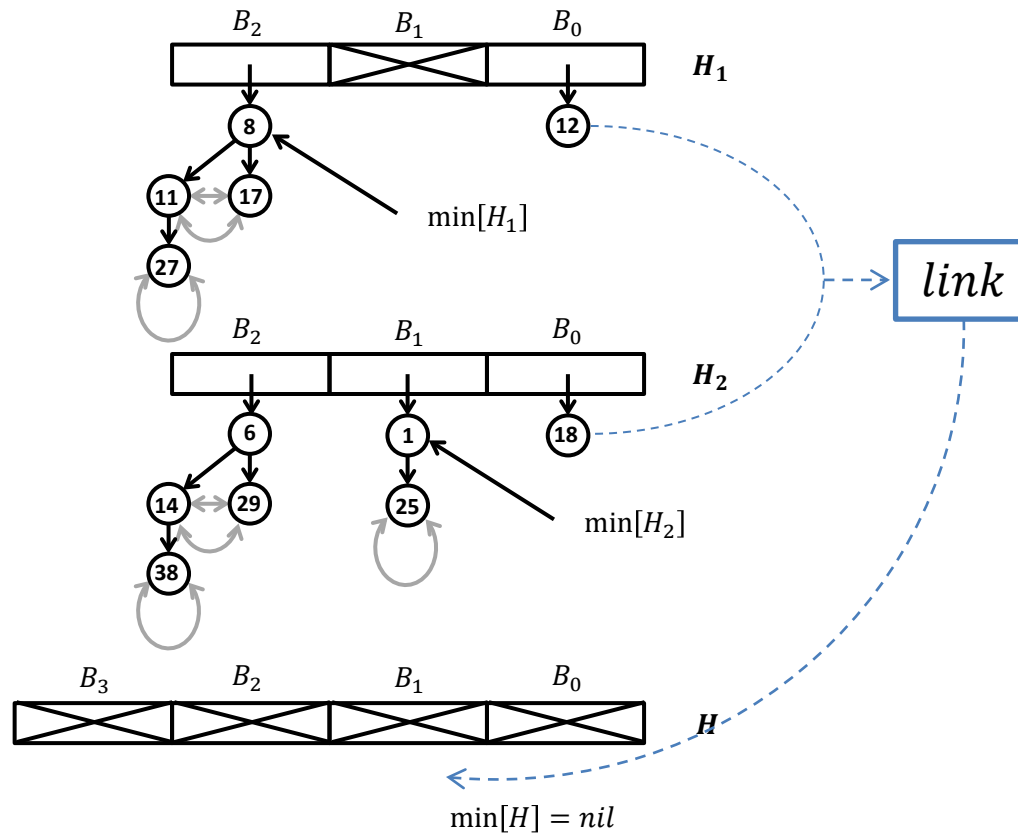 B₂ B₁ B₀
H₁
8 12
11 17
min[H₁]
27
link
B₂ B₁ B₀
H₂
6 1 18
14 29 25
min[H₂]
38
B₃ B₂ B₁ B₀
H
min[H] = nil